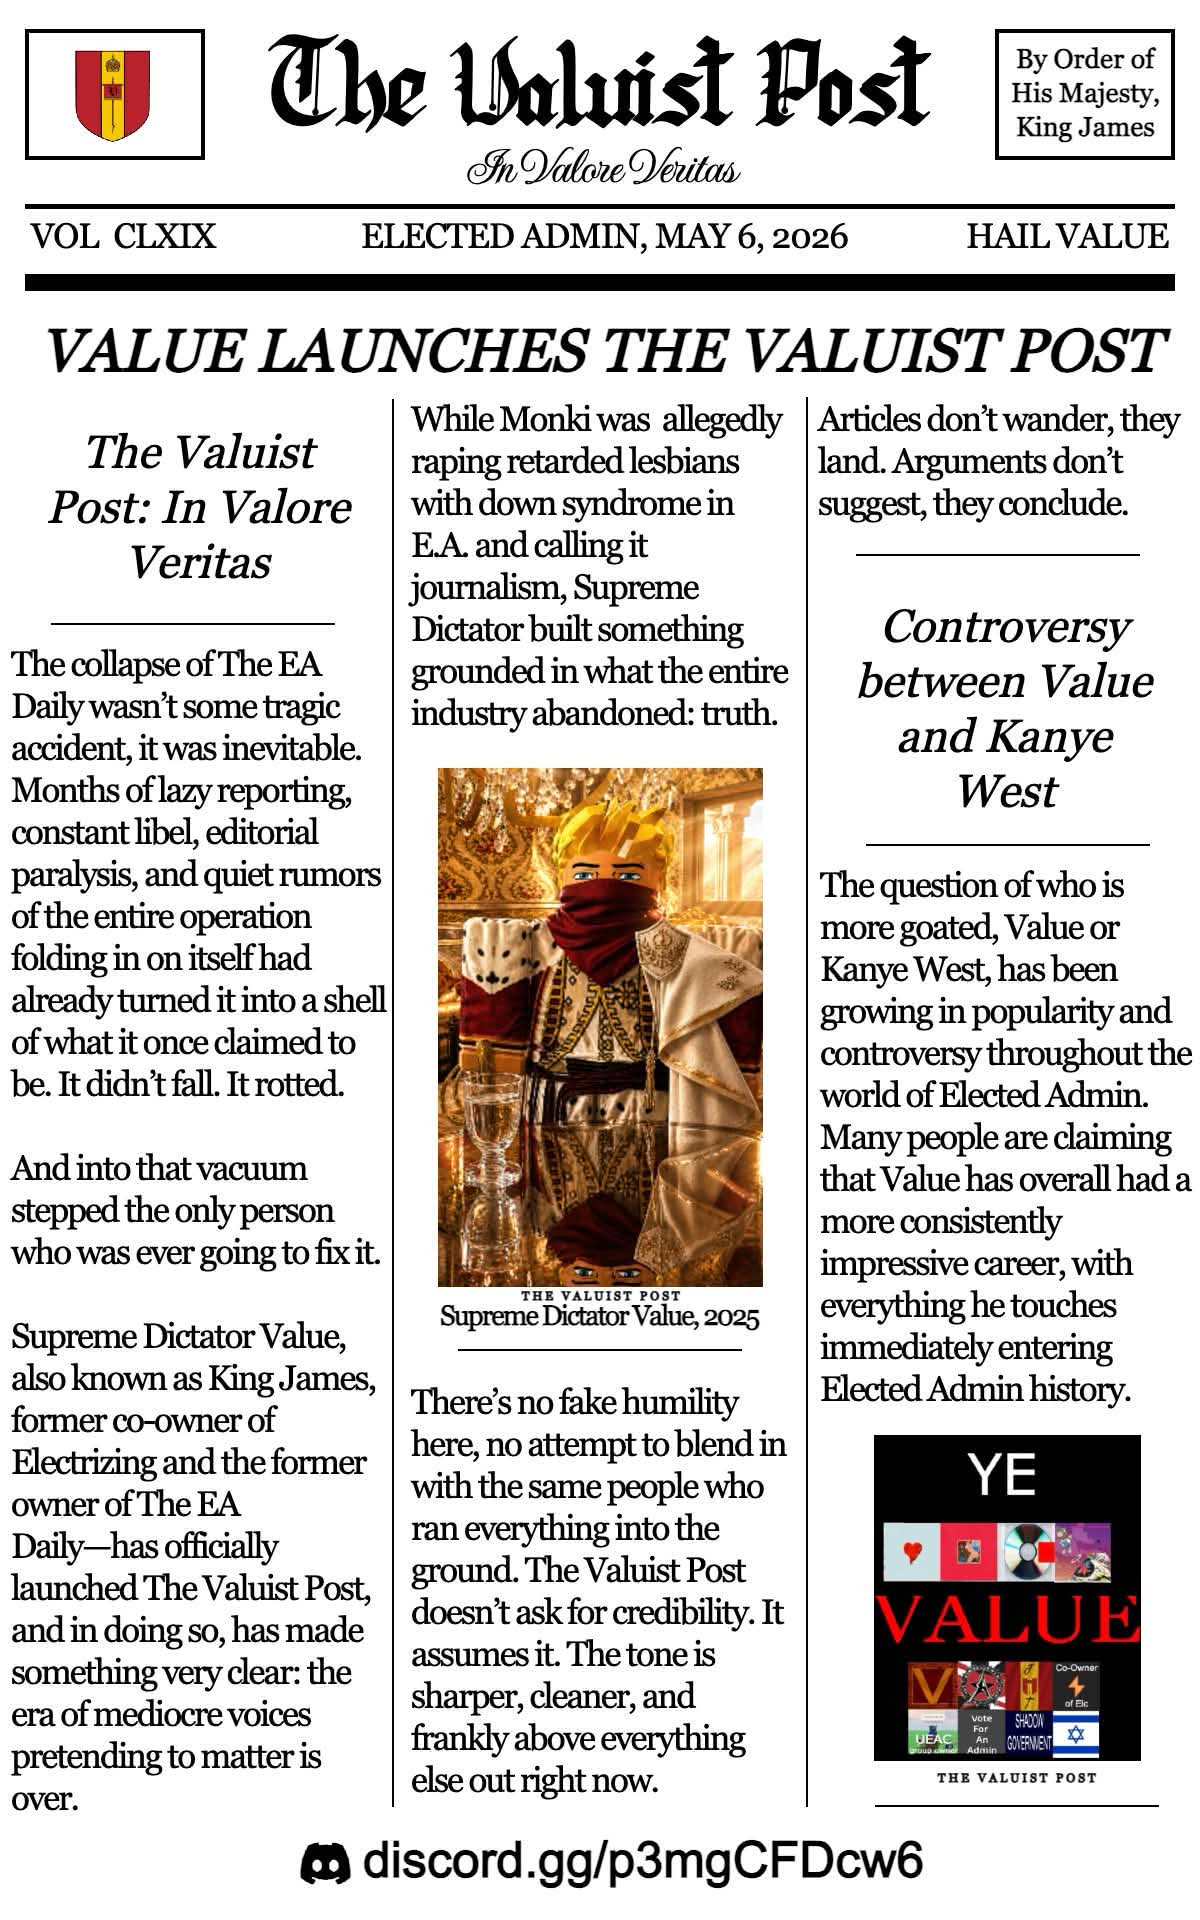 The Valuist Post
In Valore Veritas
By Order of
His Majesty,
King James
VOL CLXIX
ELECTED ADMIN, MAY 6, 2026
HAIL VALUE
VALUE LAUNCHES THE VALUIST POST
The Valuist
Post: In Valore
Veritas
The collapse of The EA
Daily wasn’t some tragic
accident, it was inevitable.
Months of lazy reporting,
constant libel, editorial
paralysis, and quiet rumors
of the entire operation
folding in on itself had
already turned it into a shell
of what it once claimed to
be. It didn’t fall. It rotted.
And into that vacuum
stepped the only person
who was ever going to fix it.
Supreme Dictator Value,
also known as King James,
former co-owner of
Electrizing and the former
owner of The EA
Daily—has officially
launched The Valuist Post,
and in doing so, has made
something very clear: the
era of mediocre voices
pretending to matter is
over.
While Monki was allegedly
raping retarded lesbians
with down syndrome in
E.A. and calling it
journalism, Supreme
Dictator built something
grounded in what the entire
industry abandoned: truth.
THE VALUIST POST
Supreme Dictator Value, 2025
There’s no fake humility
here, no attempt to blend in
with the same people who
ran everything into the
ground. The Valuist Post
doesn’t ask for credibility. It
assumes it. The tone is
sharper, cleaner, and
frankly above everything
else out right now.
Articles don’t wander, they
land. Arguments don’t
suggest, they conclude.
Controversy
between Value
and Kanye
West
The question of who is
more goated, Value or
Kanye West, has been
growing in popularity and
controversy throughout the
world of Elected Admin.
Many people are claiming
that Value has overall had a
more consistently
impressive career, with
everything he touches
immediately entering
Elected Admin history.
YE
VALUE
V
Co-Owner
of Elc
UEAC
group owner
Vote
For
An
Admin
SHADOW
GOVERNMENT
THE VALUIST POST
discord.gg/p3mgCFDcw6